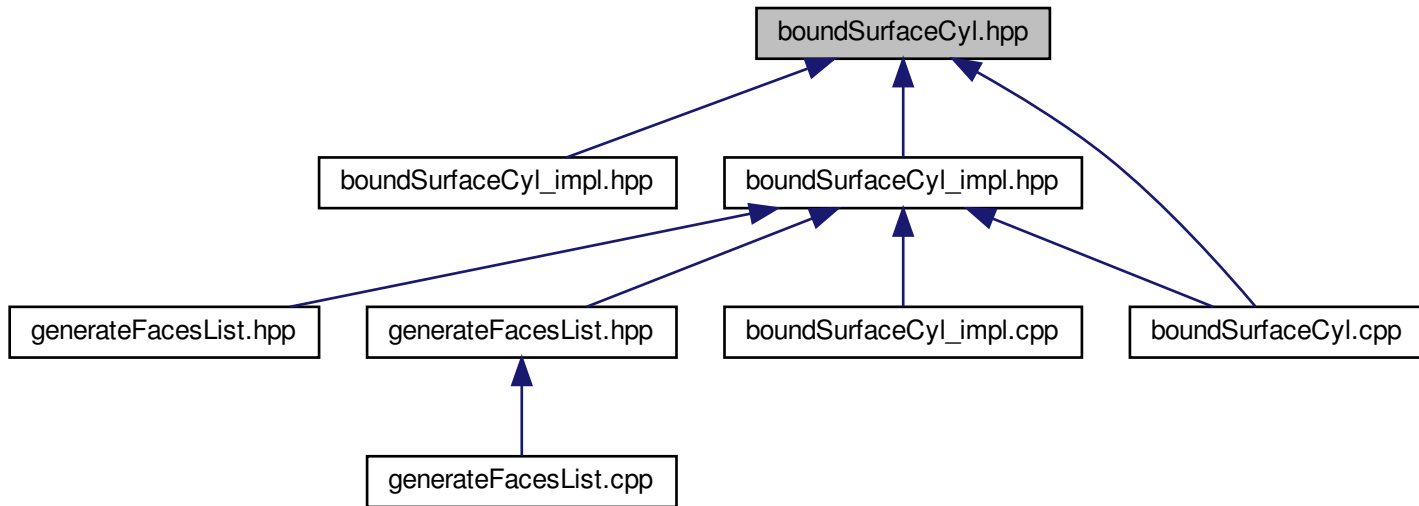 boundSurfaceCyl.hpp
boundSurfaceCyl_impl.hpp
boundSurfaceCyl_impl.hpp
generateFacesList.hpp
generateFacesList.hpp
boundSurfaceCyl_impl.cpp
boundSurfaceCyl.cpp
generateFacesList.cpp